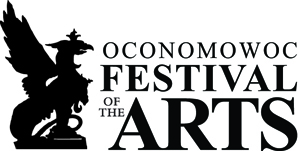 OCONOMOWOC
FESTIVAL
OF THE ARTS